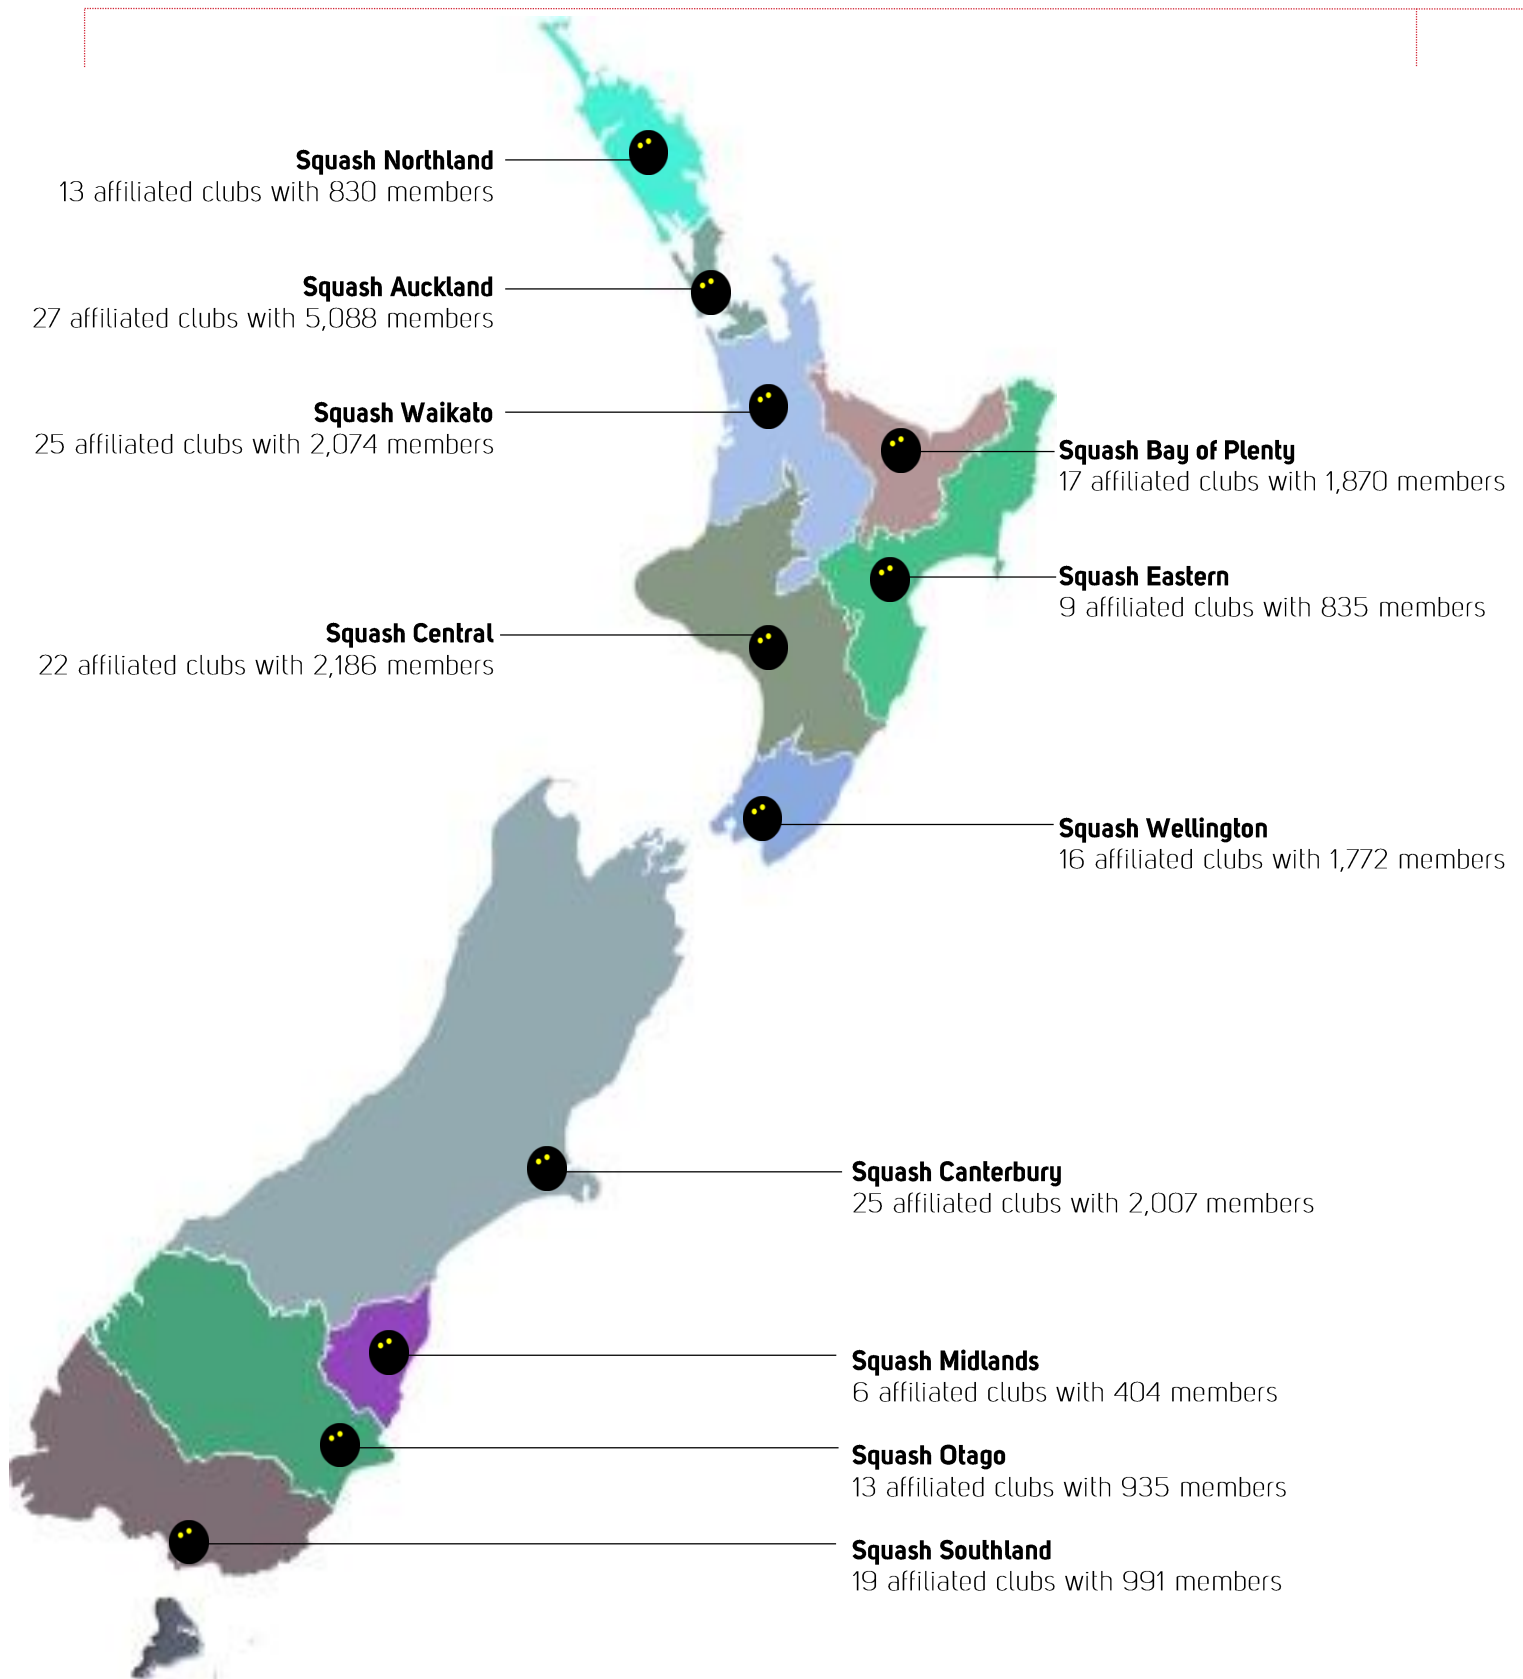 Squash Northland
13 affiliated clubs with 830 members
Squash Auckland
27 affiliated clubs with 5,088 members
Squash Waikato
25 affiliated clubs with 2,074 members
Squash Bay of Plenty
17 affiliated clubs with 1,870 members
Squash Eastern
9 affiliated clubs with 835 members
Squash Central
22 affiliated clubs with 2,186 members
Squash Wellington
16 affiliated clubs with 1,772 members
Squash Canterbury
25 affiliated clubs with 2,007 members
Squash Midlands
6 affiliated clubs with 404 members
Squash Otago
13 affiliated clubs with 935 members
Squash Southland
19 affiliated clubs with 991 members